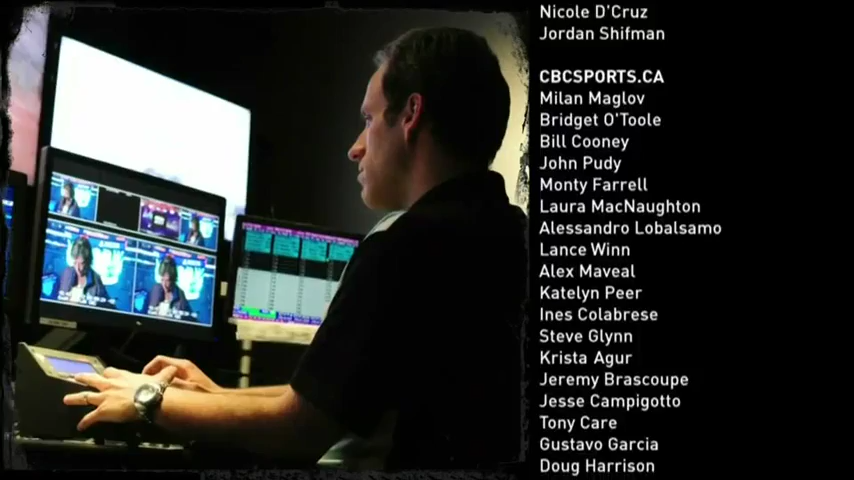 Nicole D'Cruz
Jordan Shifman
CBCSPORTS.CA
Milan Maglov
Bridget O'Toole
Bill Cooney
John Pudy
Monty Farrell
Laura MacNaughton
Alessandro Lobalsamo
Lance Winn
Alex Maveal
Katelyn Peer
Ines Colabrese
Steve Glynn
Krista Agur
Jeremy Brascoupe
Jesse Campigotto
Tony Care
Gustavo Garcia
Doug Harrison